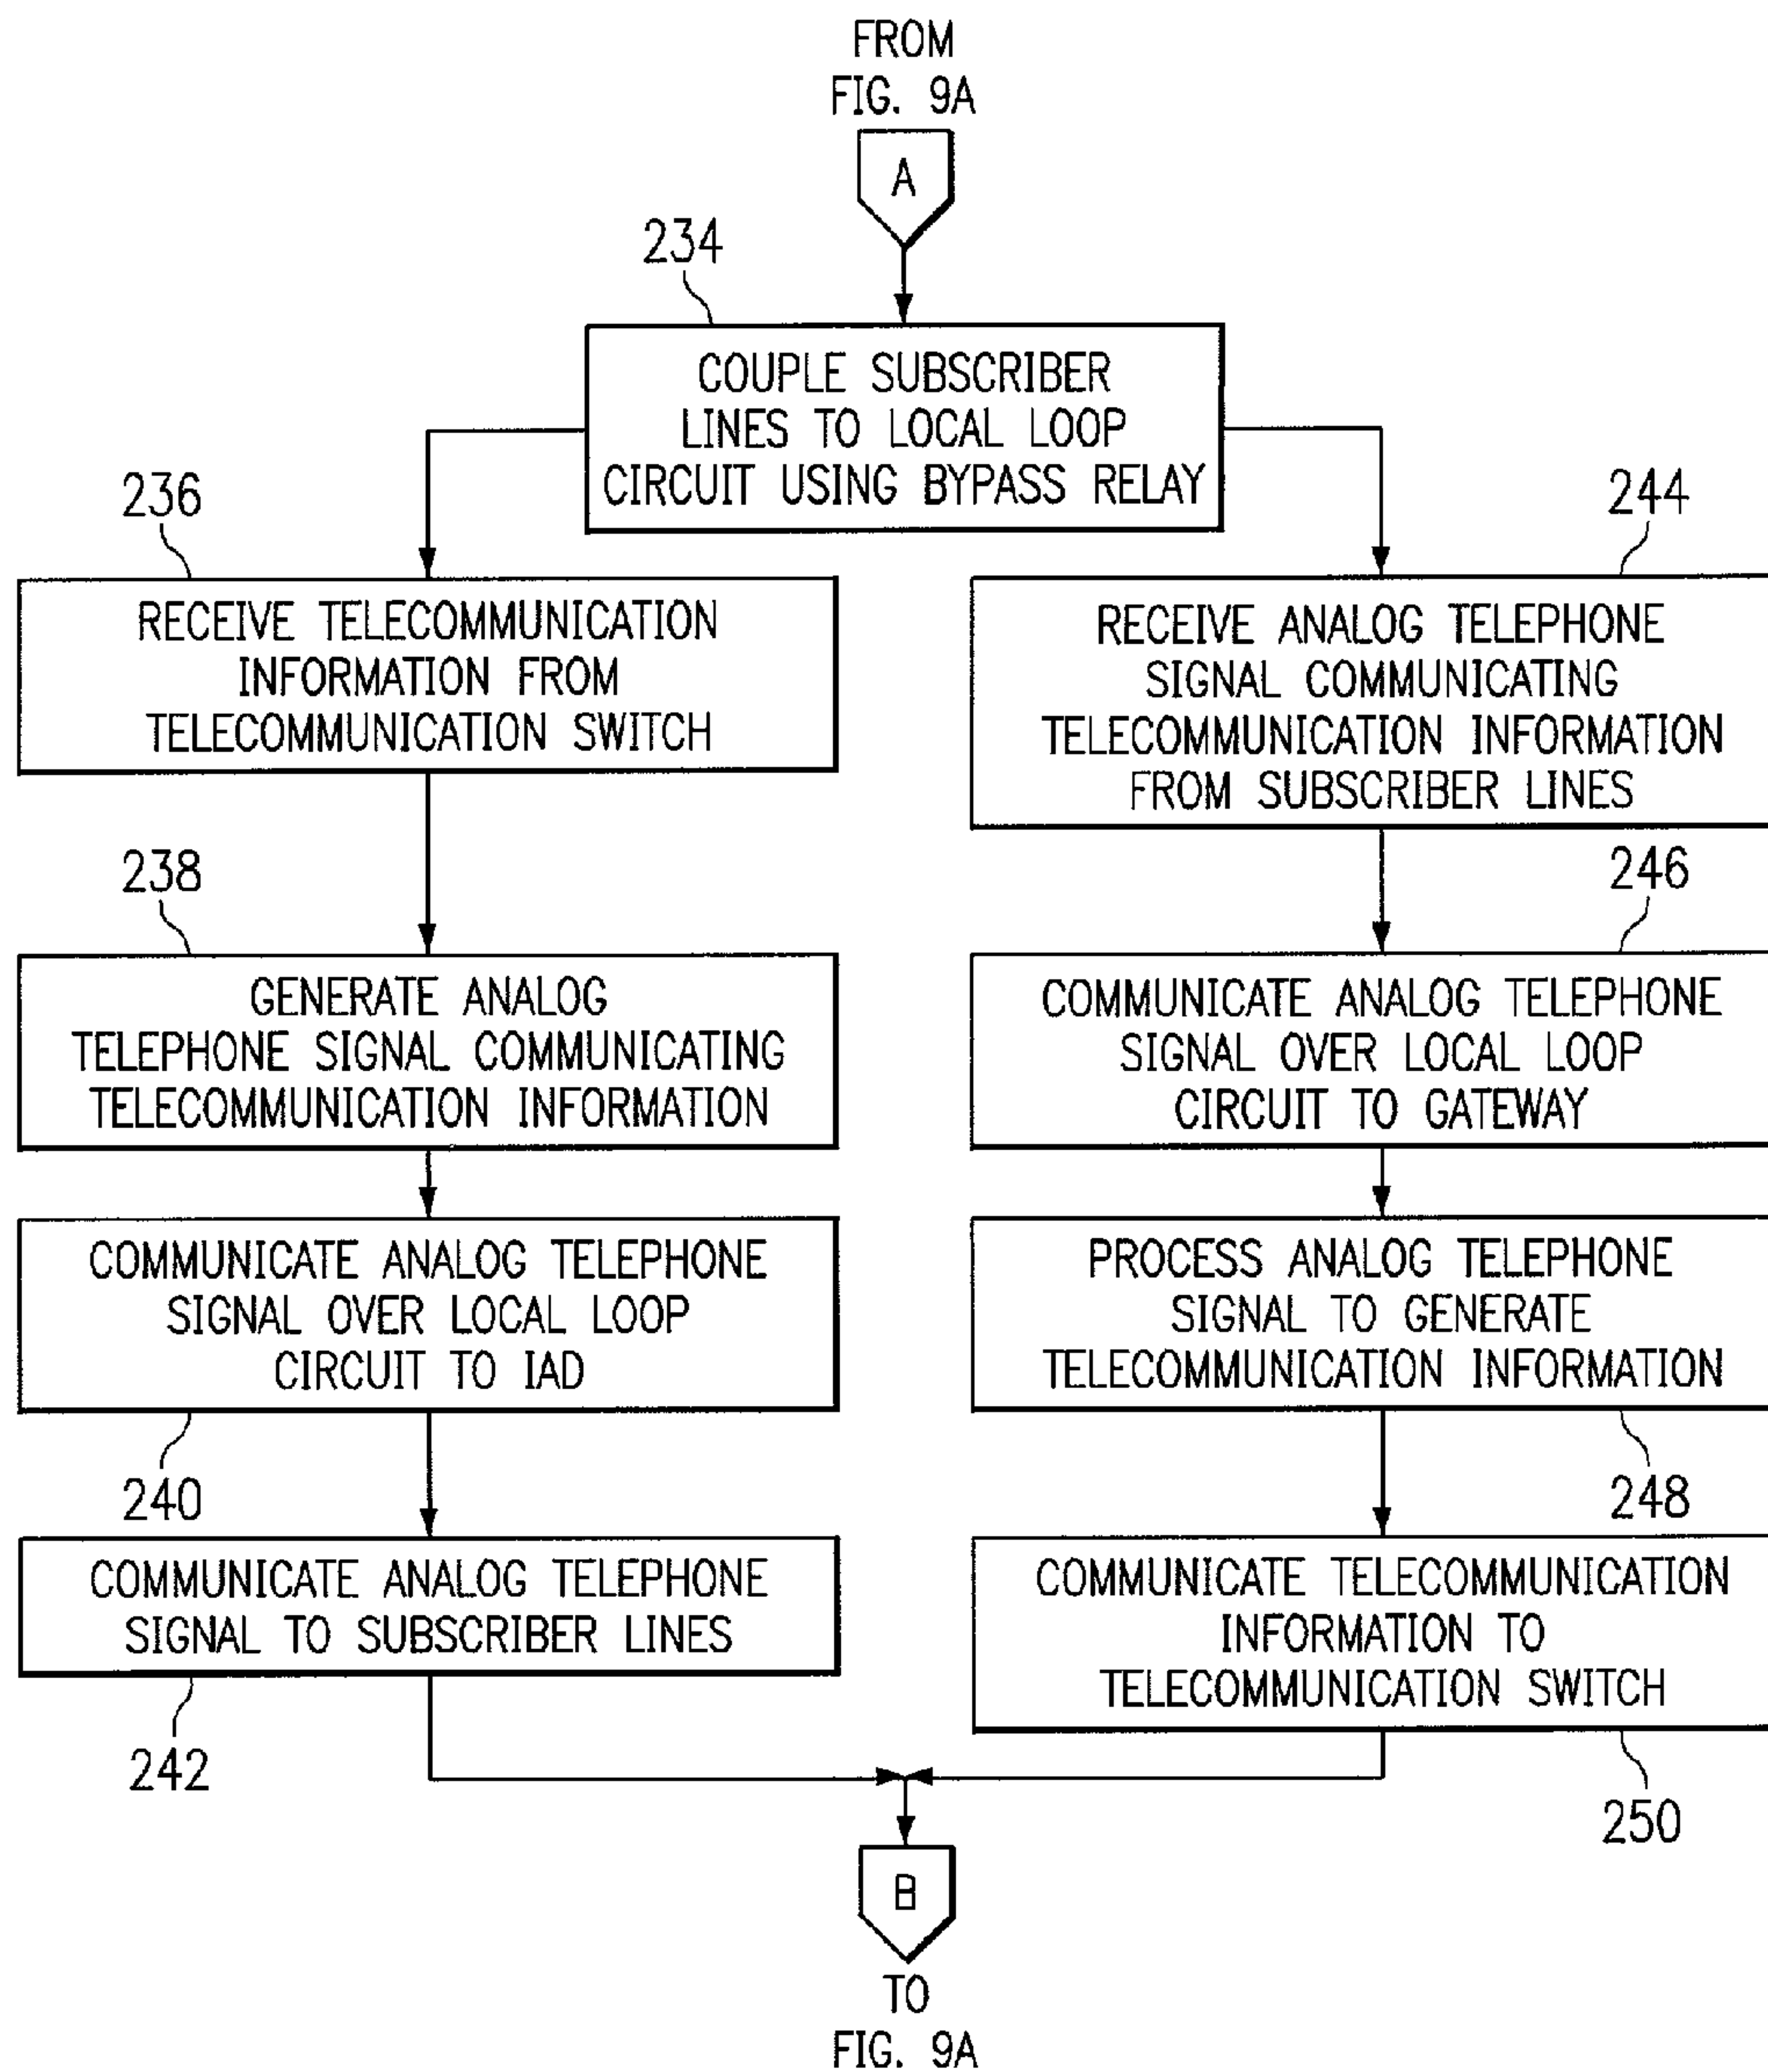 FROM
FIG. 9A
A
234
COUPLE SUBSCRIBER
LINES TO LOCAL LOOP
CIRCUIT USING BYPASS RELAY
236
RECEIVE TELECOMMUNICATION
INFORMATION FROM
TELECOMMUNICATION SWITCH
238
GENERATE ANALOG
TELEPHONE SIGNAL COMMUNICATING
TELECOMMUNICATION INFORMATION
COMMUNICATE ANALOG TELEPHONE
SIGNAL OVER LOCAL LOOP
CIRCUIT TO IAD
240
COMMUNICATE ANALOG TELEPHONE
SIGNAL TO SUBSCRIBER LINES
242
244
RECEIVE ANALOG TELEPHONE
SIGNAL COMMUNICATING
TELECOMMUNICATION INFORMATION
FROM SUBSCRIBER LINES
246
COMMUNICATE ANALOG TELEPHONE
SIGNAL OVER LOCAL LOOP
CIRCUIT TO GATEWAY
PROCESS ANALOG TELEPHONE
SIGNAL TO GENERATE
TELECOMMUNICATION INFORMATION
248
COMMUNICATE TELECOMMUNICATION
INFORMATION TO
TELECOMMUNICATION SWITCH
250
B
TO
FIG. 9A